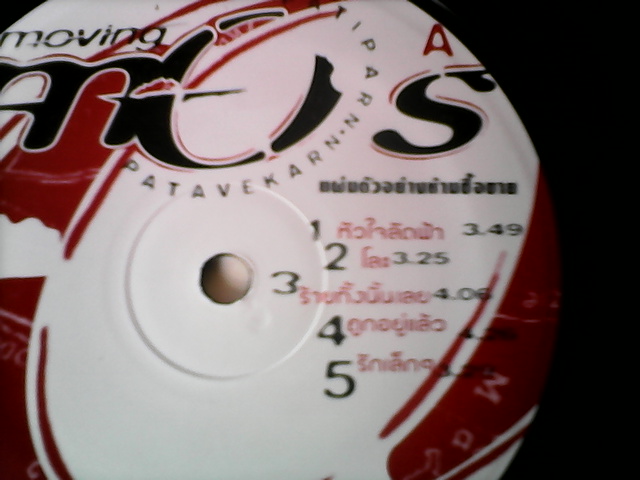 moving
mos
A
PATIPARN·N PATAVEKARN
แผ่นตัวอย่างห้ามซื้อขาย
1 หัวใจลัดฟ้า 3.49
2 โละ 3.25
3 ร้ายทั้งนั้นเลย 4.06
4 ถูกอยู่แล้ว
5 รักเล็กๆ